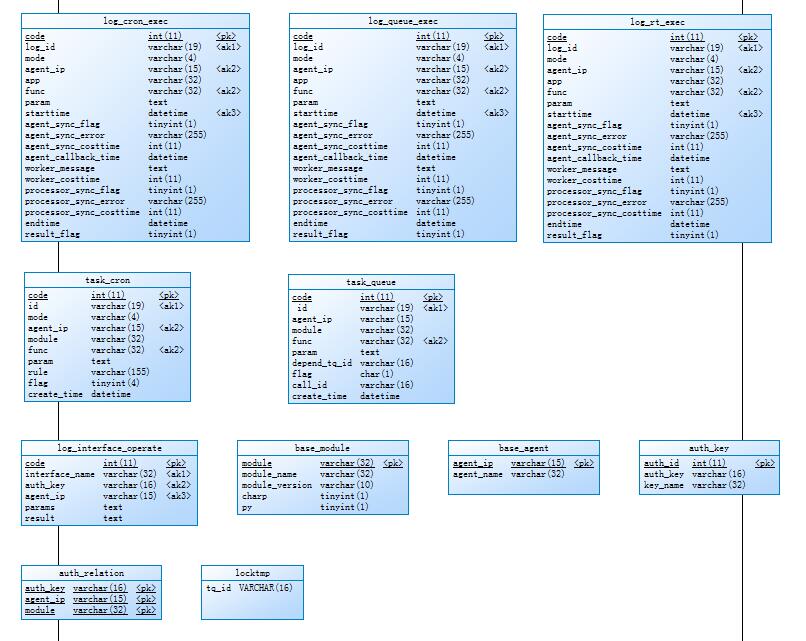 log_cron_exec
code int(11) <pk>
log_id varchar(19) <ak1>
mode varchar(4)
agent_ip varchar(15) <ak2>
app varchar(32)
func varchar(32) <ak2>
param text
starttime datetime <ak3>
agent_sync_flag tinyint(1)
agent_sync_error varchar(255)
agent_sync_costtime int(11)
agent_callback_time datetime
worker_message text
worker_costtime int(11)
processor_sync_flag tinyint(1)
processor_sync_error varchar(255)
processor_sync_costtime int(11)
endtime datetime
result_flag tinyint(1)
log_queue_exec
code int(11) <pk>
log_id varchar(19) <ak1>
mode varchar(4)
agent_ip varchar(15) <ak2>
app varchar(32)
func varchar(32) <ak2>
param text
starttime datetime <ak3>
agent_sync_flag tinyint(1)
agent_sync_error varchar(255)
agent_sync_costtime int(11)
agent_callback_time datetime
worker_message text
worker_costtime int(11)
processor_sync_flag tinyint(1)
processor_sync_error varchar(255)
processor_sync_costtime int(11)
endtime datetime
result_flag tinyint(1)
log_rt_exec
code int(11) <pk>
log_id varchar(19) <ak1>
mode varchar(4)
agent_ip varchar(15) <ak2>
app varchar(32)
func varchar(32) <ak2>
param text
starttime datetime <ak3>
agent_sync_flag tinyint(1)
agent_sync_error varchar(255)
agent_sync_costtime int(11)
agent_callback_time datetime
worker_message text
worker_costtime int(11)
processor_sync_flag tinyint(1)
processor_sync_error varchar(255)
processor_sync_costtime int(11)
endtime datetime
result_flag tinyint(1)
task_cron
code int(11) <pk>
id varchar(19) <ak1>
mode varchar(4)
agent_ip varchar(15) <ak2>
module varchar(32)
func varchar(32) <ak2>
param text
rule varchar(155)
flag tinyint(4)
create_time datetime
task_queue
code int(11) <pk>
id varchar(19) <ak1>
agent_ip varchar(15)
module varchar(32)
func varchar(32) <ak2>
param text
depend_tq_id varchar(16)
flag char(1)
call_id varchar(16)
create_time datetime
log_interface_operate
code int(11) <pk>
interface_name varchar(32) <ak1>
auth_key varchar(16) <ak2>
agent_ip varchar(15) <ak3>
params text
result text
base_module
module varchar(32) <pk>
module_name varchar(32)
module_version varchar(10)
charp tinyint(1)
py tinyint(1)
base_agent
agent_ip varchar(15) <pk>
agent_name varchar(32)
auth_key
auth_id int(11) <pk>
auth_key varchar(16)
key_name varchar(32)
auth_relation
auth_key varchar(16) <pk>
agent_ip varchar(15) <pk>
module varchar(32) <pk>
locktmp
tq_id VARCHAR(16)